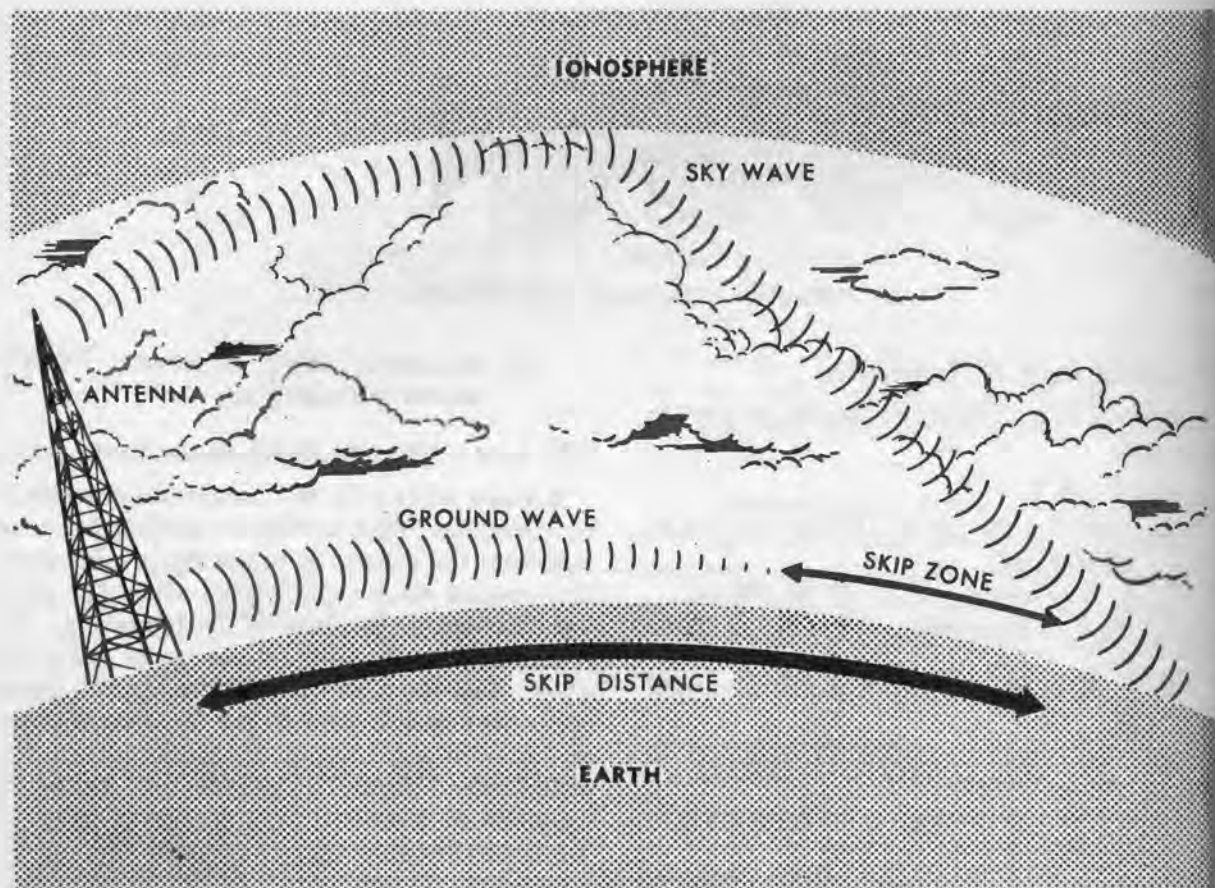 IONOSPHERE
SKY WAVE
ANTENNA
GROUND WAVE
SKIP ZONE
SKIP DISTANCE
EARTH